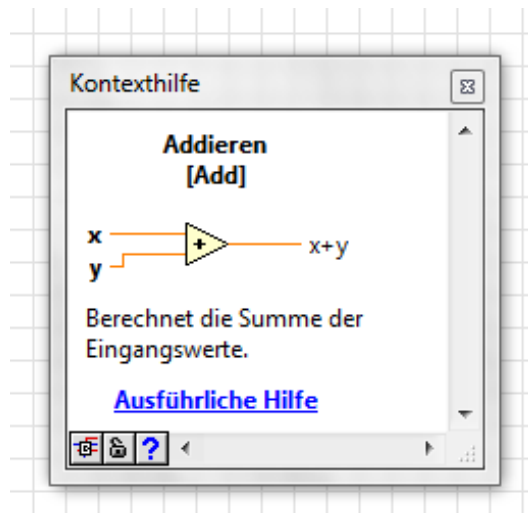 Kontexthilfe
Addieren
[Add]
x
+
x+y
y
Berechnet die Summe der
Eingangswerte.
Ausführliche Hilfe
?